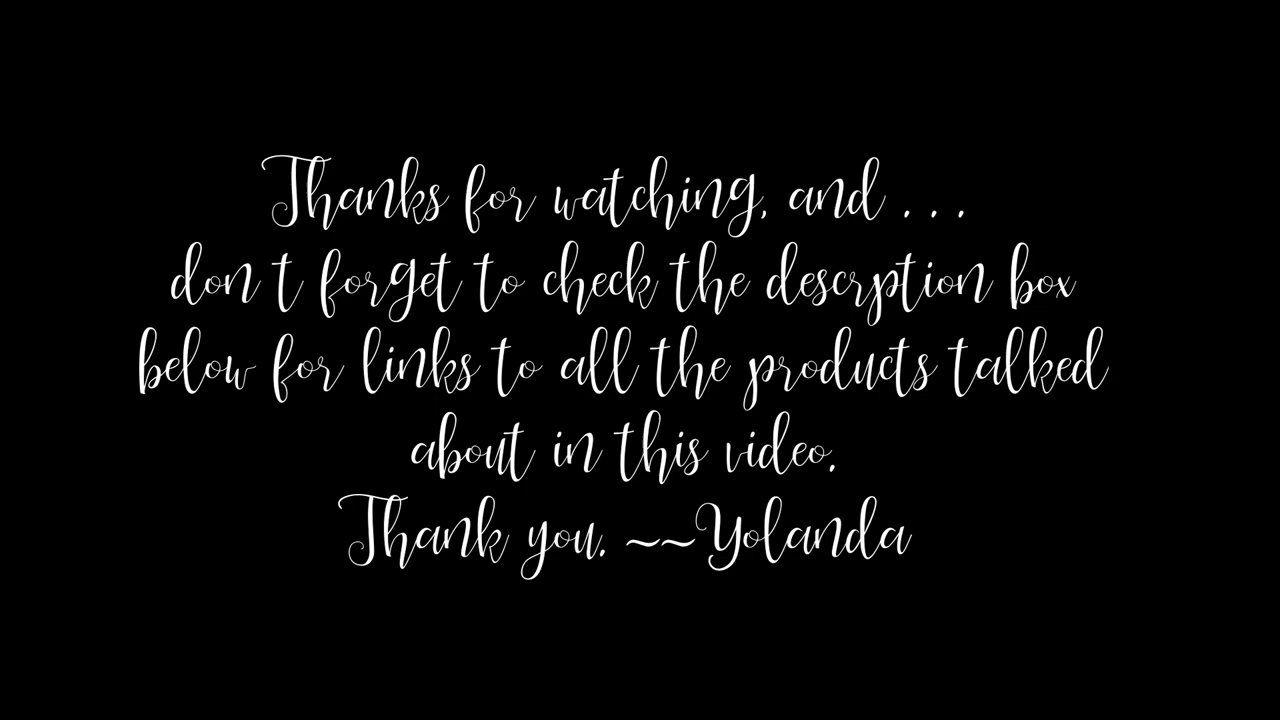 Thanks for watching, and . . .
don t forget to check the descrption box
below for links to all the products talked
about in this video.
Thank you. ~~Yolanda